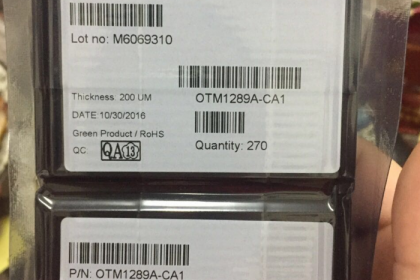 Lot no: M6069310
Thickness: 200 UM
OTM1289A-CA1
DATE 10/30/2016
Green Product / RoHS
QC. QA 13
Quantity: 270
P/N: OTM1289A-CA1